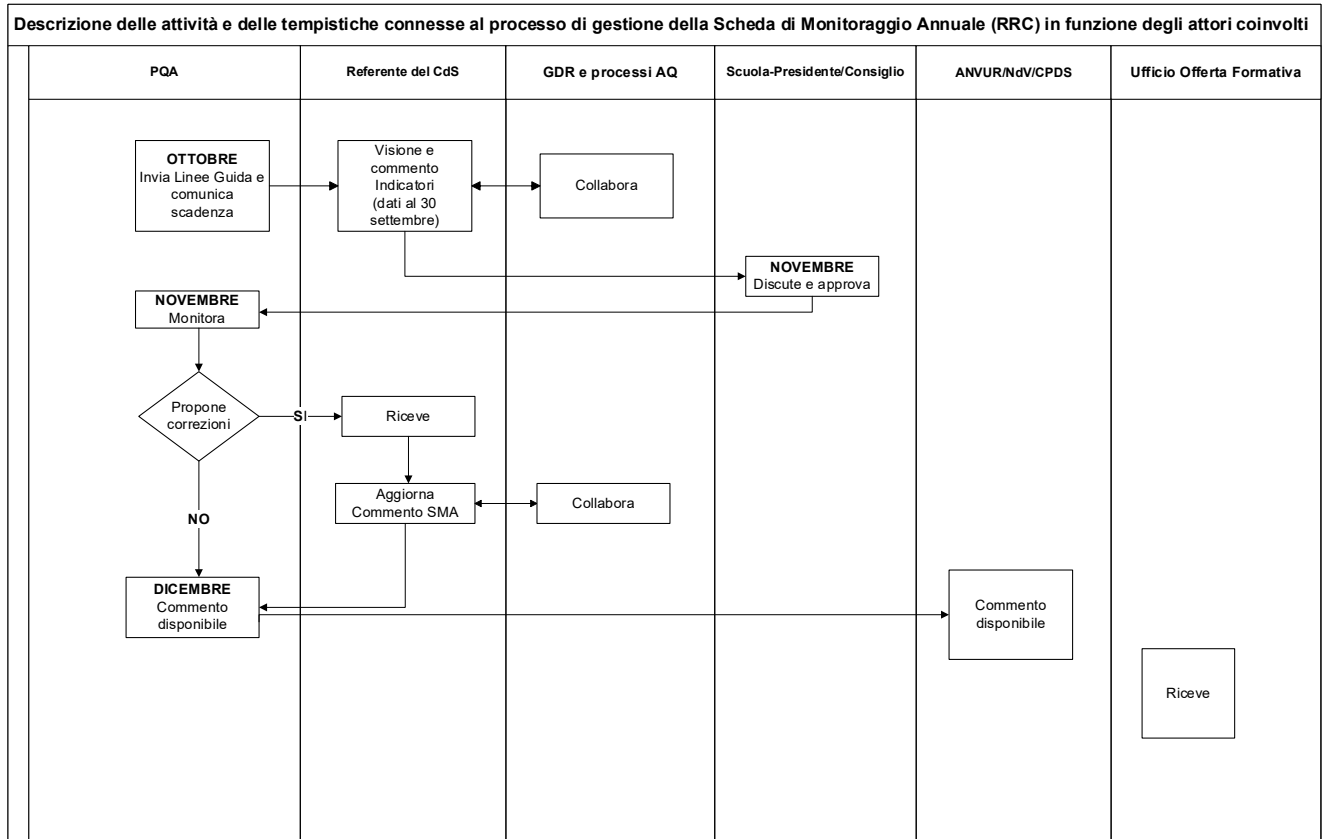 Descrizione delle attività e delle tempistiche connesse al processo di gestione della Scheda di Monitoraggio Annuale (RRC) in funzione degli attori coinvolti
PQA
Referente del CdS
GDR e processi AQ
Scuola-Presidente/Consiglio
ANVUR/NdV/CPDS
Ufficio Offerta Formativa
OTTOBRE
Invia Linee Guida e
comunica
scadenza
Visione e
commento
Indicatori
(dati al 30
settembre)
Collabora
NOVEMBRE
Discute e approva
NOVEMBRE
Monitora
Propone
correzioni
SI
Riceve
Aggiorna
Commento SMA
Collabora
NO
DICEMBRE
Commento
disponibile
Commento
disponibile
Riceve